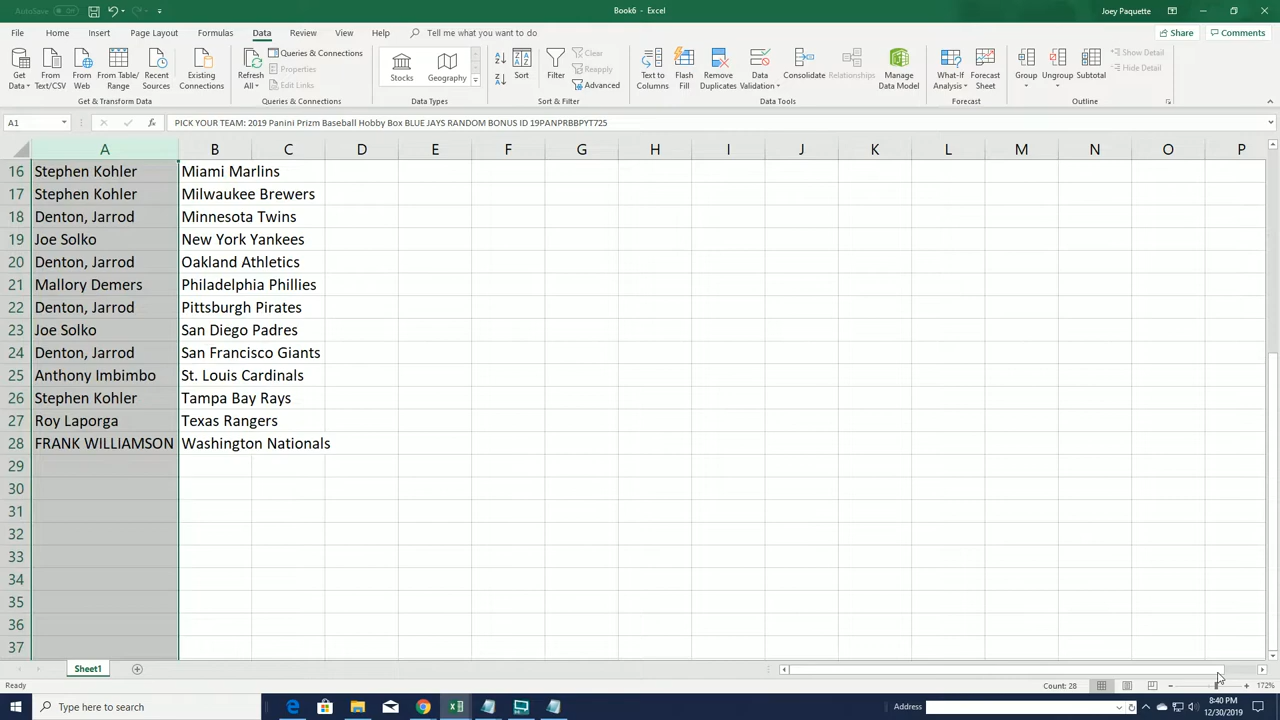 AutoSave Off Book6 - Excel Joey Paquette
File Home Insert Page Layout Formulas Data Review View Help Tell me what you want to do Share Comments
Get Data From Text/CSV From Web From Table/Range Recent Sources Existing Connections
Get & Transform Data
Refresh All Queries & Connections Properties Edit Links
Queries & Connections
Stocks Geography
Data Types
Sort Filter Clear Reapply Advanced
Sort & Filter
Text to Columns Flash Fill Remove Duplicates Data Validation Consolidate Relationships Manage Data Model
Data Tools
What-If Analysis Forecast Sheet
Forecast
Group Ungroup Subtotal Show Detail Hide Detail
Outline
A1 fx PICK YOUR TEAM: 2019 Panini Prizm Baseball Hobby Box BLUE JAYS RANDOM BONUS ID 19PANPRBBPYT725
A B C D E F G H I J K L M N O P
16 Stephen Kohler Miami Marlins
17 Stephen Kohler Milwaukee Brewers
18 Denton, Jarrod Minnesota Twins
19 Joe Solko New York Yankees
20 Denton, Jarrod Oakland Athletics
21 Mallory Demers Philadelphia Phillies
22 Denton, Jarrod Pittsburgh Pirates
23 Joe Solko San Diego Padres
24 Denton, Jarrod San Francisco Giants
25 Anthony Imbimbo St. Louis Cardinals
26 Stephen Kohler Tampa Bay Rays
27 Roy Laporga Texas Rangers
28 FRANK WILLIAMSON Washington Nationals
29
30
31
32
33
34
35
36
37
Sheet1
Ready Count: 28 172%
Type here to search Address 8:40 PM
12/30/2019